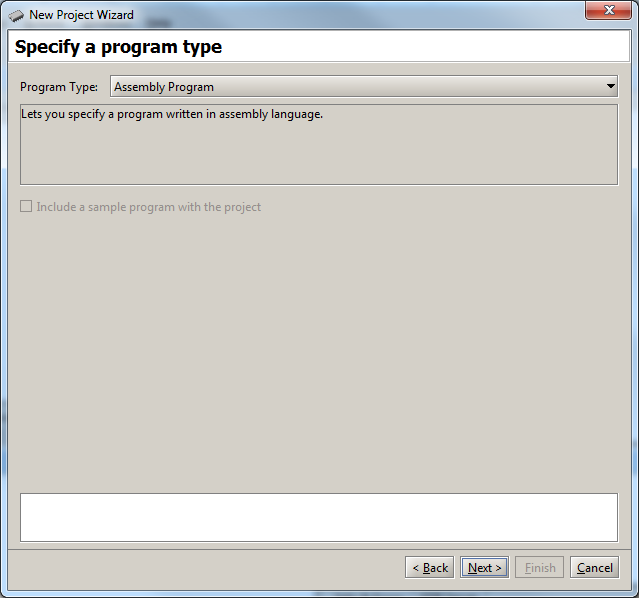 New Project Wizard
Specify a program type
Program Type: Assembly Program
Lets you specify a program written in assembly language.
Include a sample program with the project
< Back Next > Finish Cancel